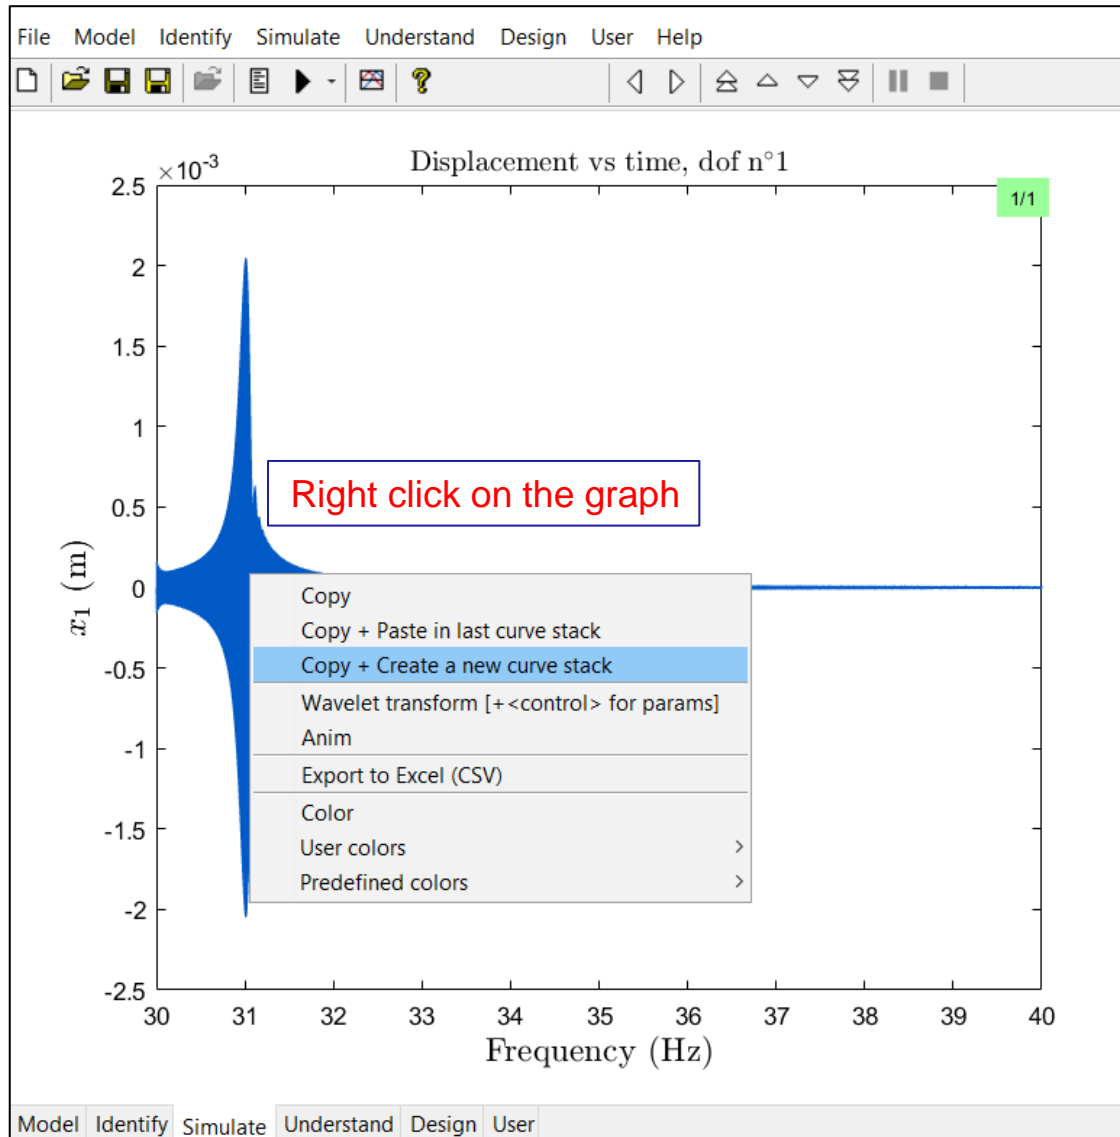 File Model Identify Simulate Understand Design User Help
Displacement vs time, dof n°1
×10⁻³
1/1
2.5
2
1.5
1
0.5
0
-0.5
-1
-1.5
-2
-2.5
x₁ (m)
Right click on the graph
Copy
Copy + Paste in last curve stack
Copy + Create a new curve stack
Wavelet transform [+<control> for params]
Anim
Export to Excel (CSV)
Color
User colors
Predefined colors
30 31 32 33 34 35 36 37 38 39 40
Frequency (Hz)
Model Identify Simulate Understand Design User